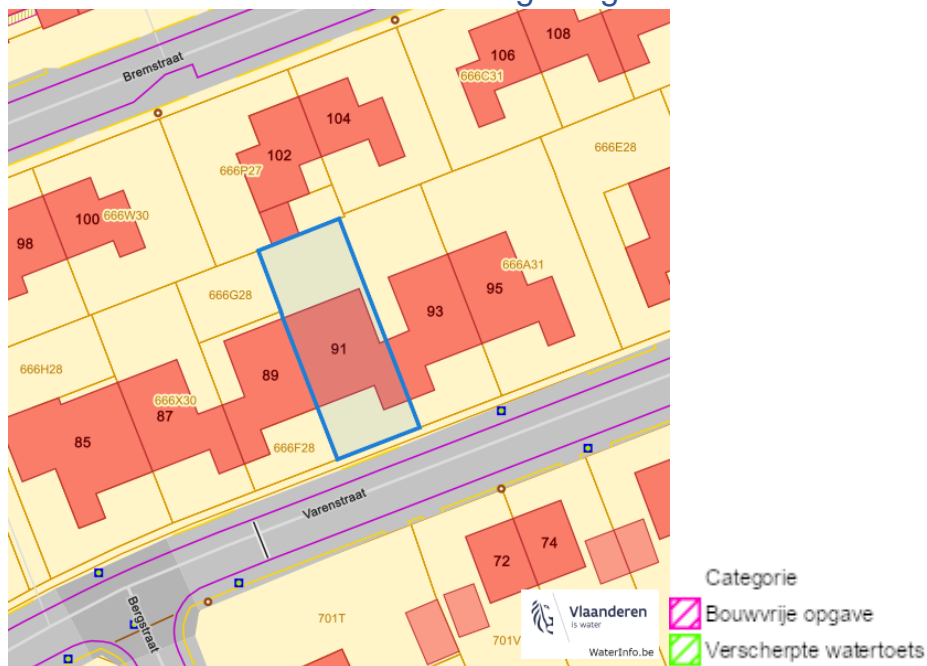 Bremstraat
106
108
666C31
104
102
666P27
666E28
100
666W30
98
666A31
95
666G28
93
91
89
666H28
666X30
87
85
666F28
Varenstraat
72
74
Bergstraat
701T
701V
Vlaanderen
is water
WaterInfo.be
Categorie
Bouwvrije opgave
Verscherpte watertoets